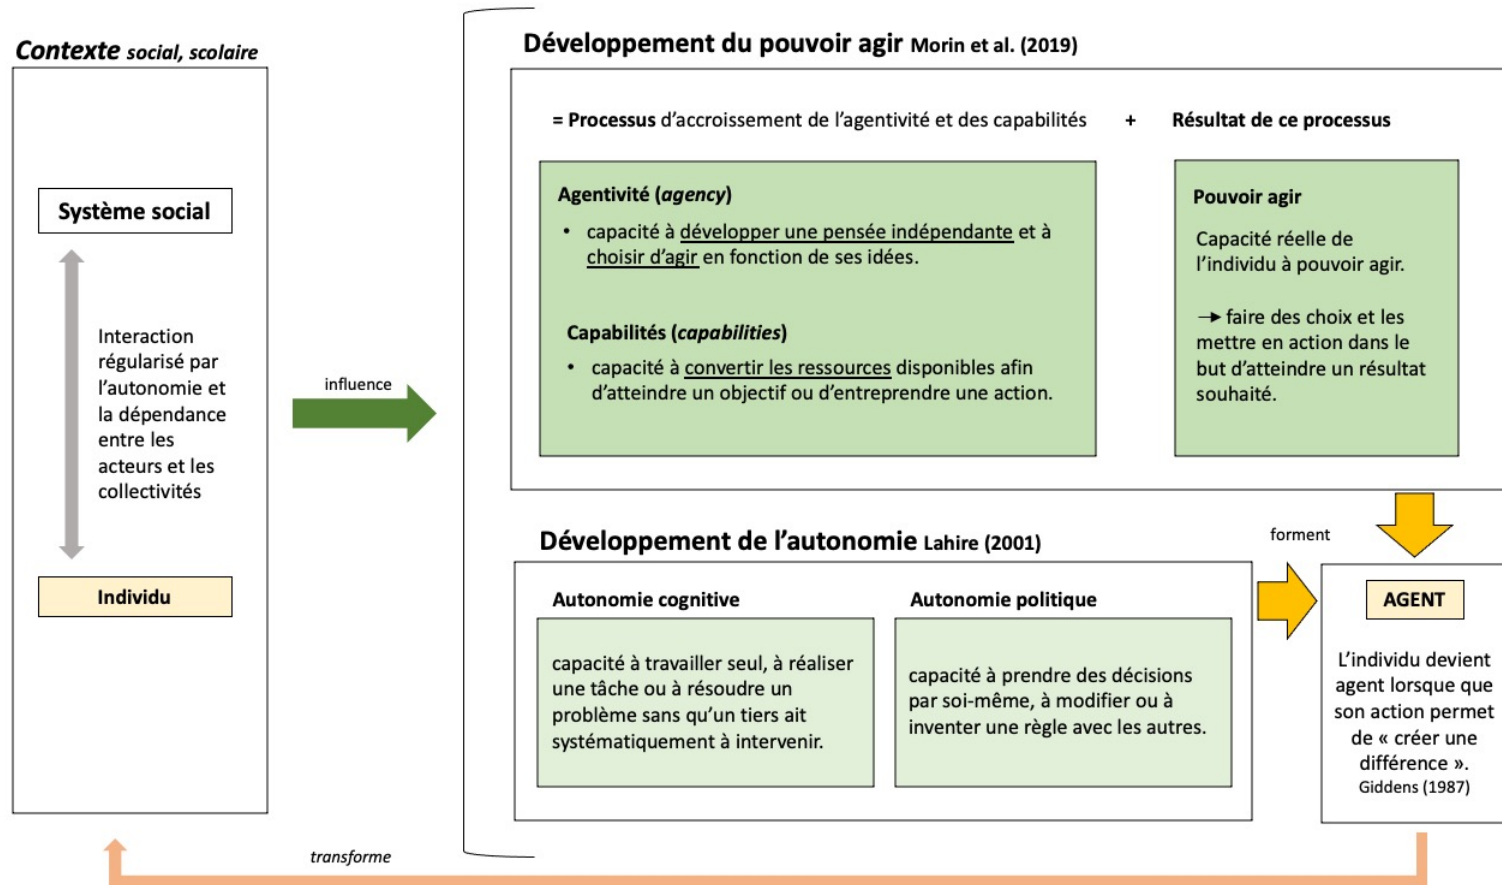 Contexte social, scolaire
Système social
Interaction
régularisé par
l'autonomie et
la dépendance
entre les
acteurs et les
collectivités
Individu
influence
Développement du pouvoir agir Morin et al. (2019)
= Processus d'accroissement de l'agentivité et des capabilités + Résultat de ce processus
Agentivité (agency)
• capacité à développer une pensée indépendante et à
choisir d'agir en fonction de ses idées.
Capabilités (capabilities)
• capacité à convertir les ressources disponibles afin
d'atteindre un objectif ou d'entreprendre une action.
Pouvoir agir
Capacité réelle de
l'individu à pouvoir agir.
→ faire des choix et les
mettre en action dans le
but d'atteindre un résultat
souhaité.
Développement de l'autonomie Lahire (2001)
Autonomie cognitive
capacité à travailler seul, à réaliser
une tâche ou à résoudre un
problème sans qu'un tiers ait
systématiquement à intervenir.
Autonomie politique
capacité à prendre des décisions
par soi-même, à modifier ou à
inventer une règle avec les autres.
forment
AGENT
L'individu devient
agent lorsque que
son action permet
de « créer une
différence ».
Giddens (1987)
transforme